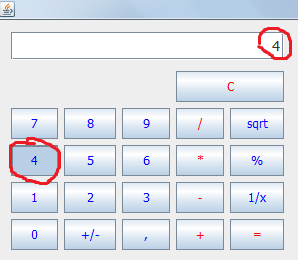 4
C
7 8 9 / sqrt
4 5 6 * %
1 2 3 - 1/x
0 +/- , + =